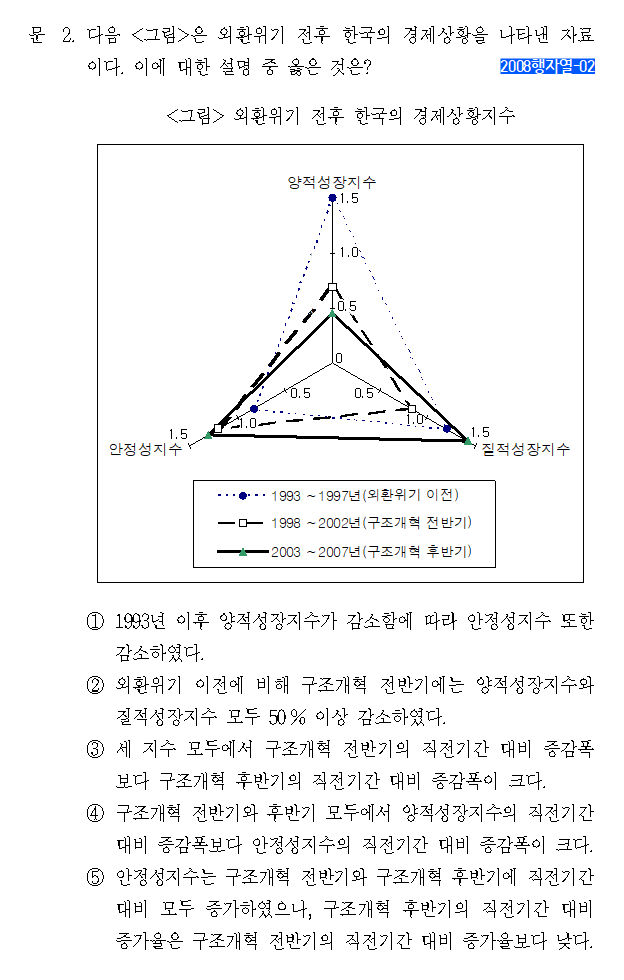 문 2. 다음 <그림>은 외환위기 전후 한국의 경제상황을 나타낸 자료
이다. 이에 대한 설명 중 옳은 것은?
2008행자열-02
<그림> 외환위기 전후 한국의 경제상황지수
양적성장지수
1.5
1.0
0.5
0
0.5
0.5
1.0
1.0
1.5
1.5
안정성지수
질적성장지수
1993 ~1997년(외환위기 이전)
1998 ~2002년(구조개혁 전반기)
2003 ~2007년(구조개혁 후반기)
① 1993년 이후 양적성장지수가 감소함에 따라 안정성지수 또한
감소하였다.
② 외환위기 이전에 비해 구조개혁 전반기에는 양적성장지수와
질적성장지수 모두 50 % 이상 감소하였다.
③ 세 지수 모두에서 구조개혁 전반기의 직전기간 대비 증감폭
보다 구조개혁 후반기의 직전기간 대비 증감폭이 크다.
④ 구조개혁 전반기와 후반기 모두에서 양적성장지수의 직전기간
대비 증감폭보다 안정성지수의 직전기간 대비 증감폭이 크다.
⑤ 안정성지수는 구조개혁 전반기와 구조개혁 후반기에 직전기간
대비 모두 증가하였으나, 구조개혁 후반기의 직전기간 대비
증가율은 구조개혁 전반기의 직전기간 대비 증가율보다 낮다.